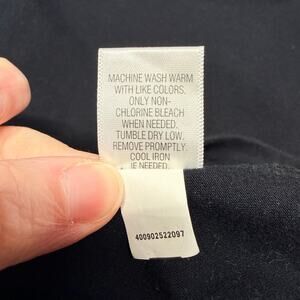 MACHINE WASH WARM
WITH LIKE COLORS.
ONLY NON-
CHLORINE BLEACH
WHEN NEEDED.
TUMBLE DRY LOW.
REMOVE PROMPTLY.
COOL IRON
IF NEEDED.
400902522097